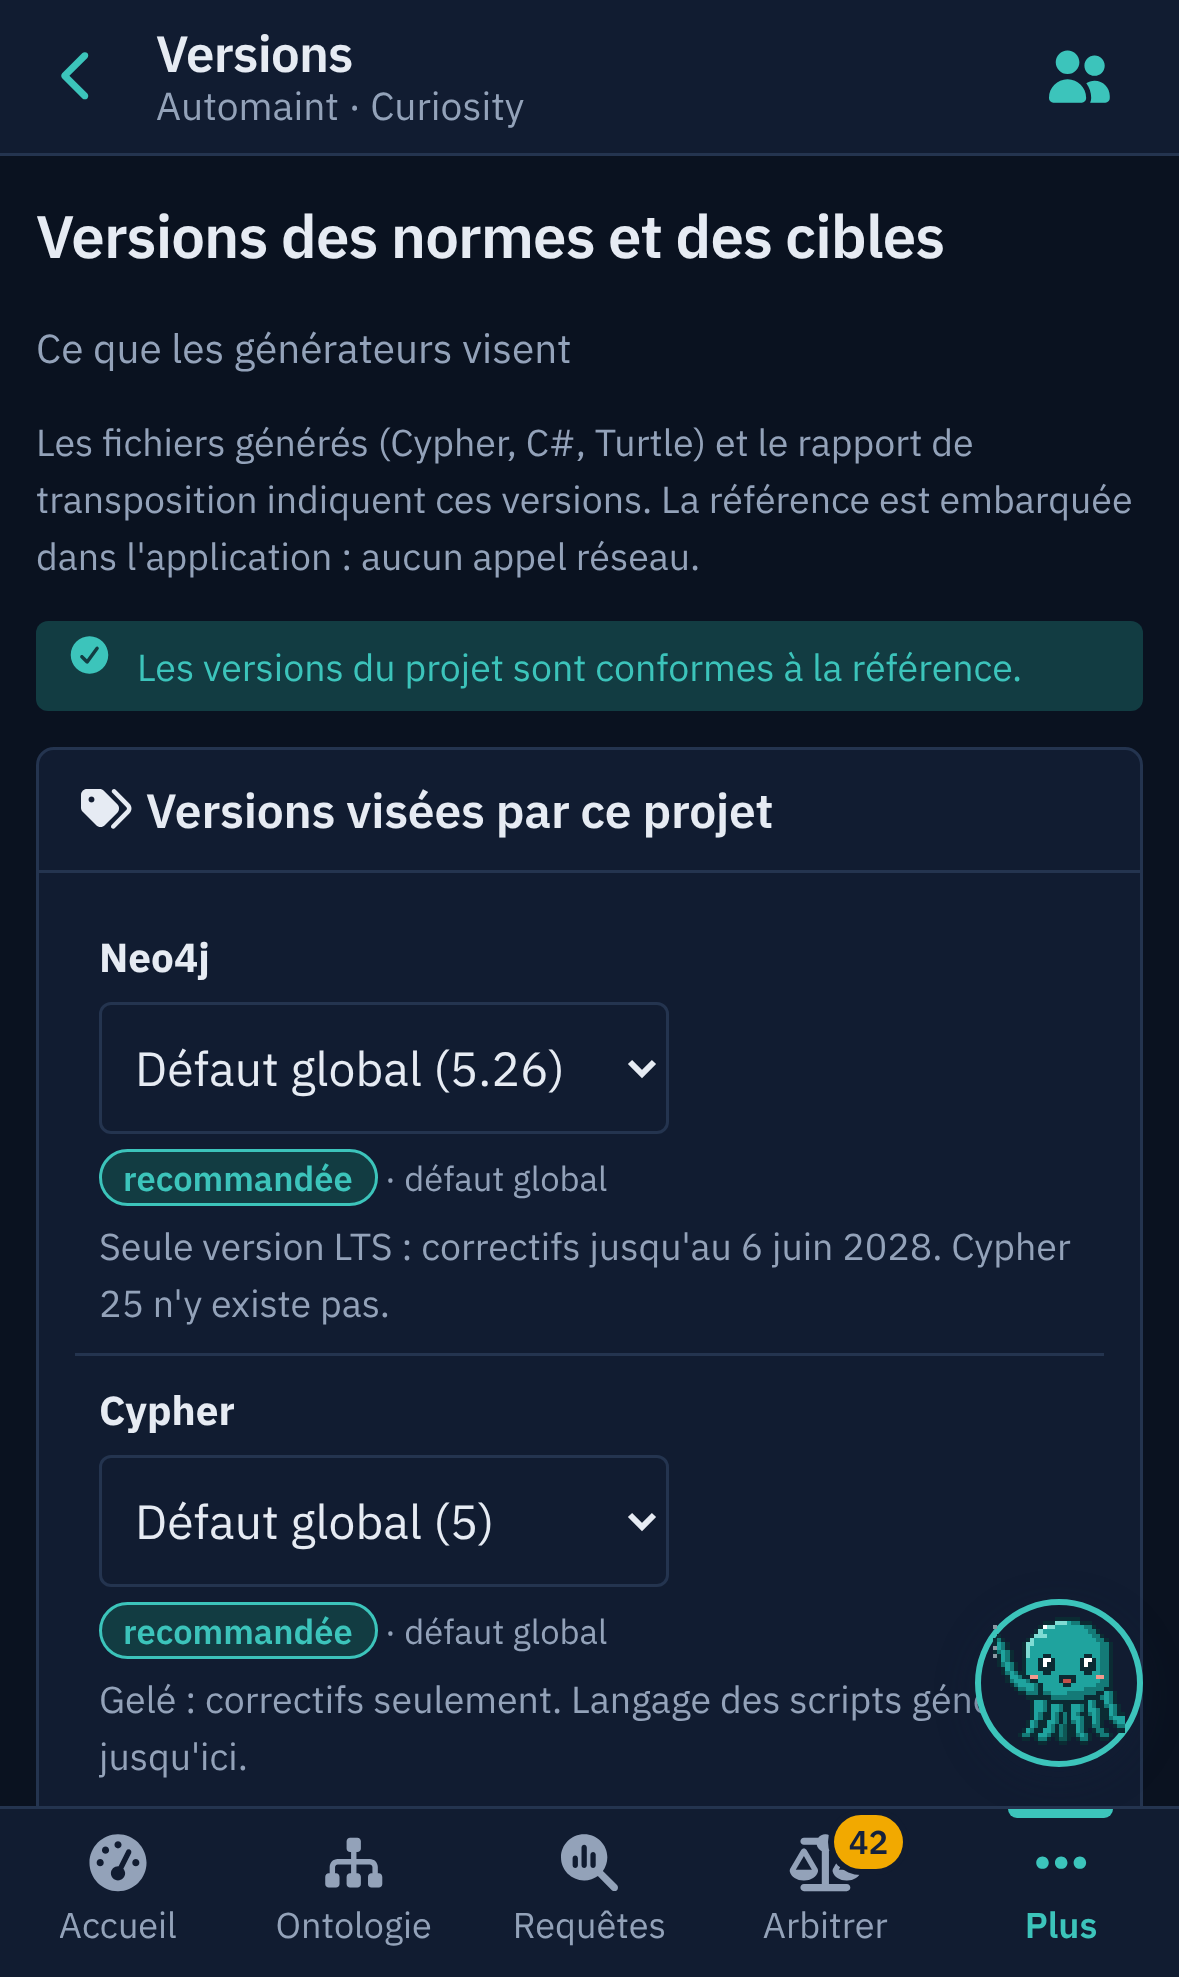 Versions
Automaint · Curiosity
Versions des normes et des cibles
Ce que les générateurs visent
Les fichiers générés (Cypher, C#, Turtle) et le rapport de
transposition indiquent ces versions. La référence est embarquée
dans l'application : aucun appel réseau.
Les versions du projet sont conformes à la référence.
Versions visées par ce projet
Neo4j
Défaut global (5.26)
recommandée · défaut global
Seule version LTS : correctifs jusqu'au 6 juin 2028. Cypher
25 n'y existe pas.
Cypher
Défaut global (5)
recommandée · défaut global
Gelé : correctifs seulement. Langage des scripts
jusqu'ici.
42
Accueil
Ontologie
Requêtes
Arbitrer
Plus